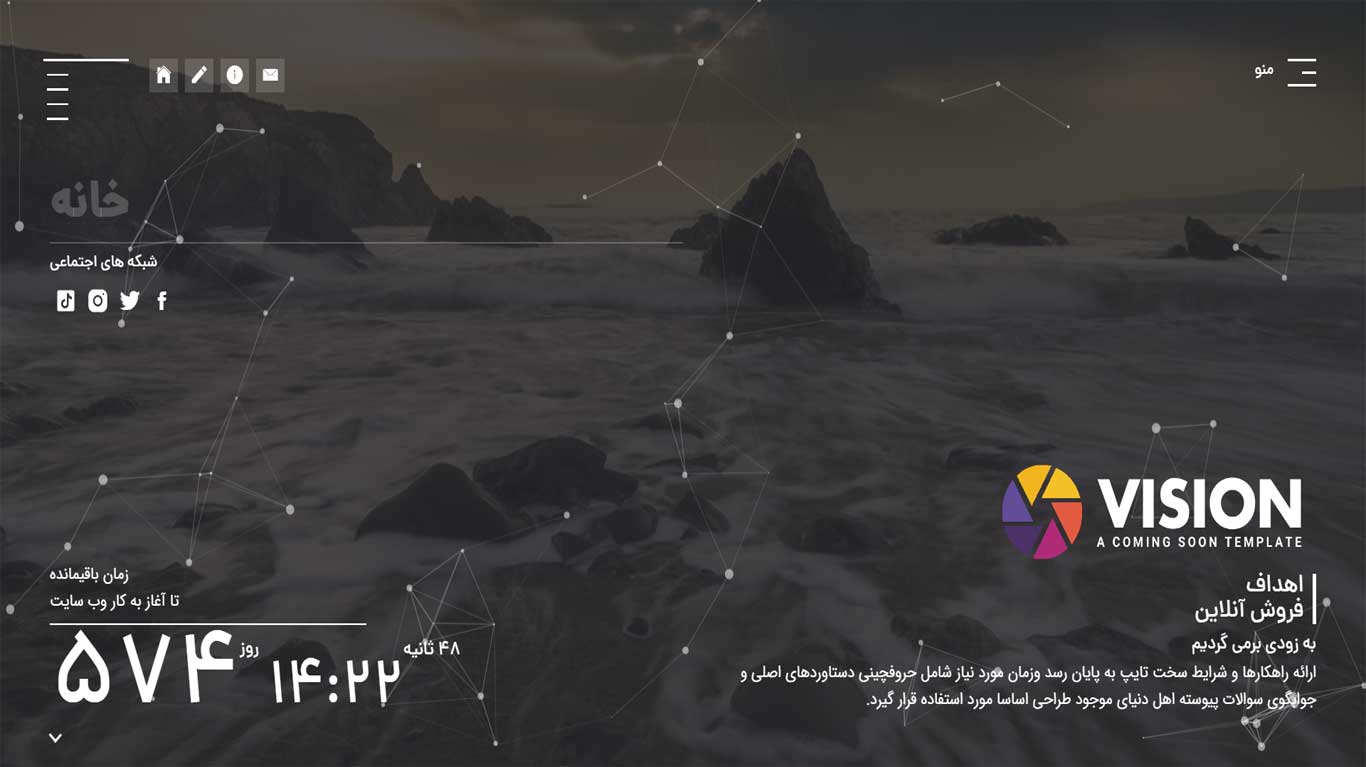 منو
خانه
شبکه های اجتماعی
VISION
A COMING SOON TEMPLATE
اهداف
فروش آنلاین
به زودی برمی گردیم
ارائه راهکارها و شرایط سخت تایپ به پایان رسد وزمان مورد نیاز شامل حروفچینی دستاوردهای اصلی و
جوابگوی سوالات پیوسته اهل دنیای موجود طراحی اساسا مورد استفاده قرار گیرد.
زمان باقیمانده
تا آغاز به کار وب سایت
۵۷۴ روز ۱۴:۲۲ ۴۸ ثانیه